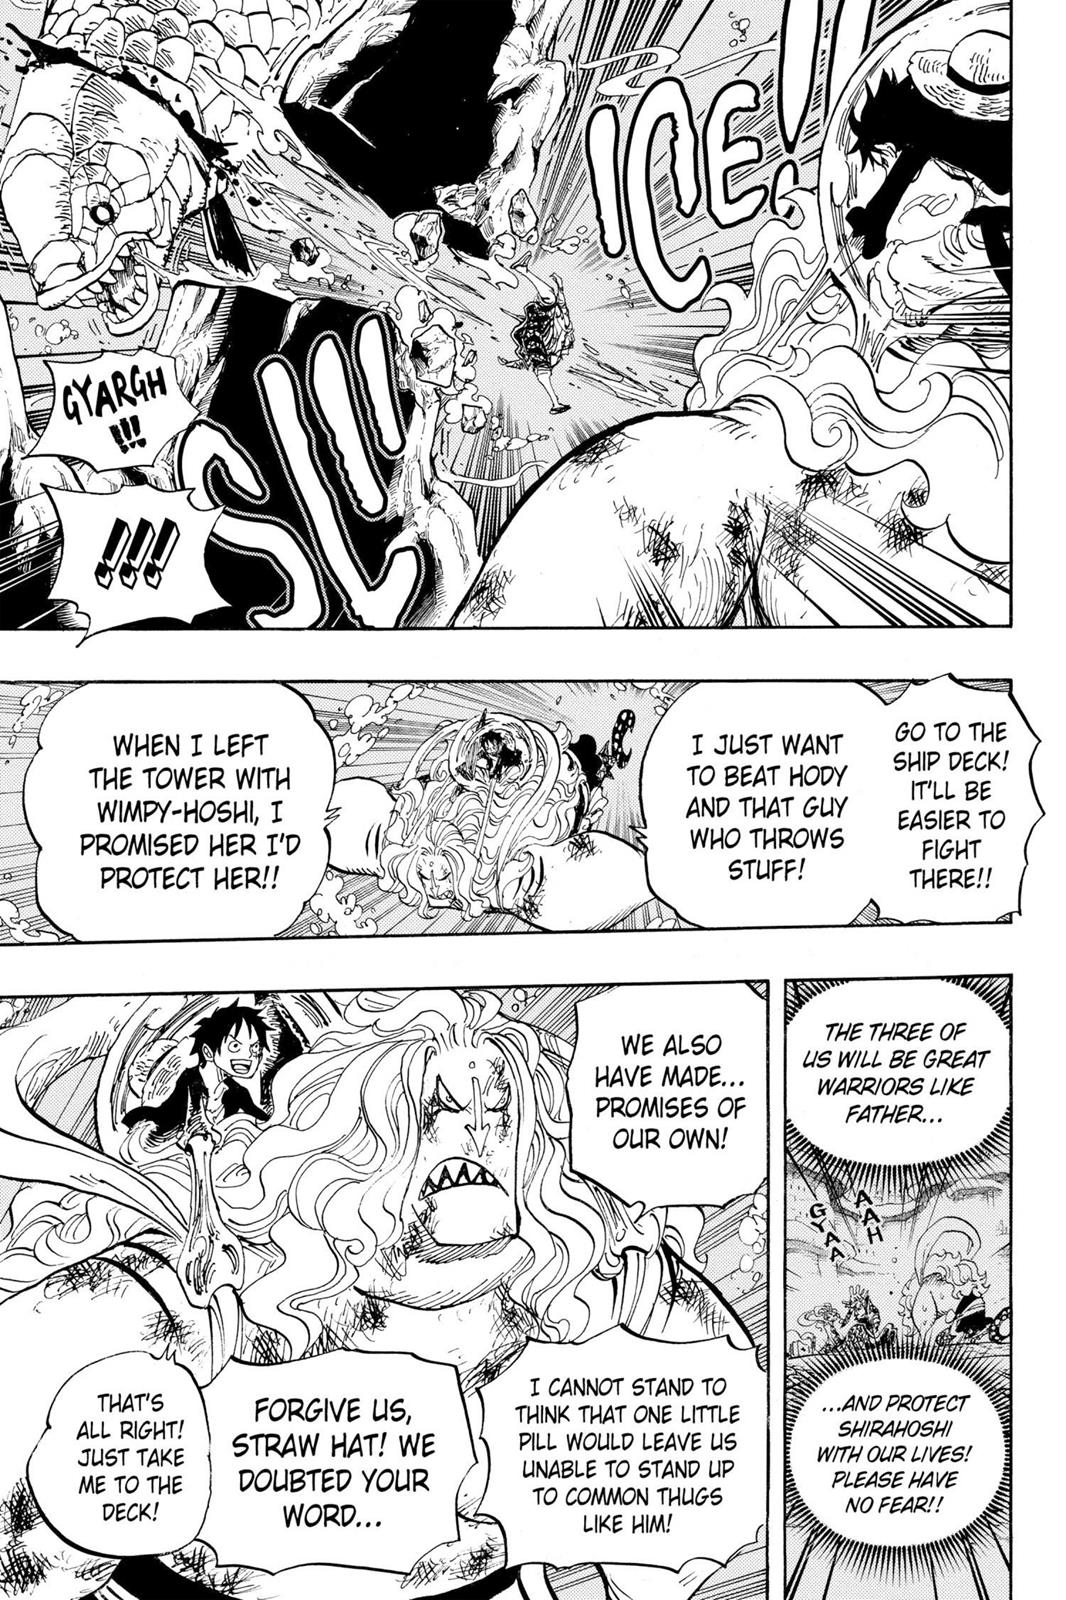 SLICE!!
GYARGH
!!!
!!!!
GO TO THE
SHIP DECK!
IT'LL BE
EASIER TO
FIGHT
THERE!!
I JUST WANT
TO BEAT HODY
AND THAT GUY
WHO THROWS
STUFF!
WHEN I LEFT
THE TOWER WITH
WIMPY-HOSHI, I
PROMISED HER I'D
PROTECT HER!!
THE THREE OF
US WILL BE GREAT
WARRIORS LIKE
FATHER...
AAH
GYAA
...AND PROTECT
SHIRAHOSHI
WITH OUR LIVES!
PLEASE HAVE
NO FEAR!!
WE ALSO
HAVE MADE...
PROMISES OF
OUR OWN!
I CANNOT STAND TO
THINK THAT ONE LITTLE
PILL WOULD LEAVE US
UNABLE TO STAND UP
TO COMMON THUGS
LIKE HIM!
FORGIVE US,
STRAW HAT! WE
DOUBTED YOUR
WORD...
THAT'S
ALL RIGHT!
JUST TAKE
ME TO THE
DECK!